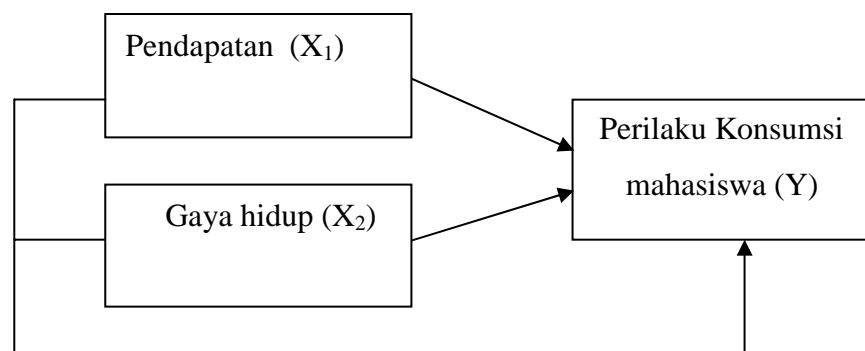 Pendapatan (X₁)
Gaya hidup (X₂)
Perilaku Konsumsi
mahasiswa (Y)